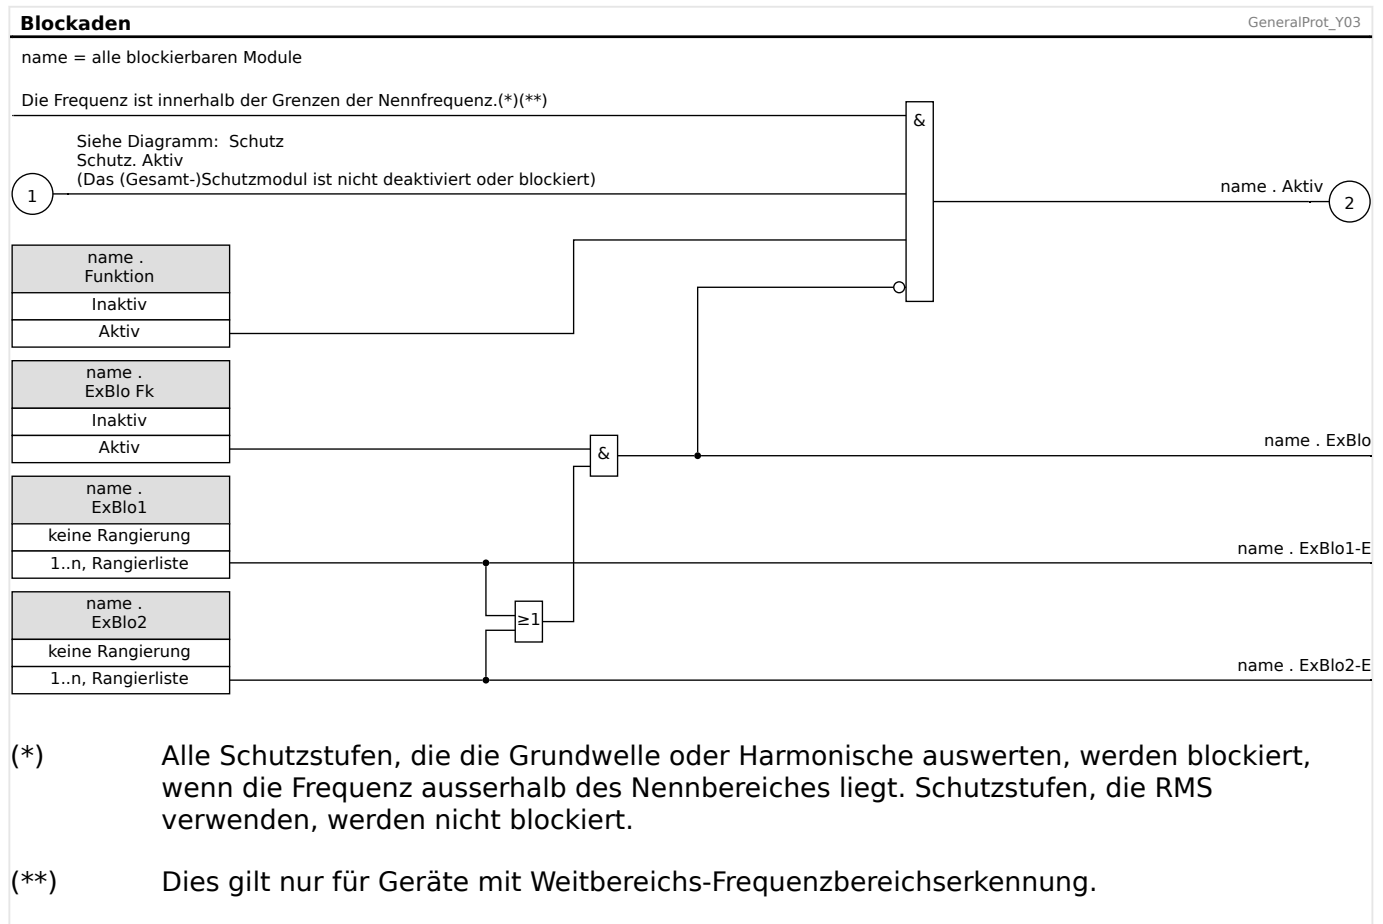 Blockaden
GeneralProt_Y03
name = alle blockierbaren Module
Die Frequenz ist innerhalb der Grenzen der Nennfrequenz.(*)(**)
&
Siehe Diagramm: Schutz
Schutz. Aktiv
(Das (Gesamt-)Schutzmodul ist nicht deaktiviert oder blockiert)
1
name . Aktiv
2
name .
Funktion
Inaktiv
Aktiv
name .
ExBlo Fk
Inaktiv
Aktiv
&
name . ExBlo
name .
ExBlo1
keine Rangierung
1..n, Rangierliste
name . ExBlo1-E
name .
ExBlo2
≥1
keine Rangierung
1..n, Rangierliste
name . ExBlo2-E
(*) Alle Schutzstufen, die die Grundwelle oder Harmonische auswerten, werden blockiert,
wenn die Frequenz ausserhalb des Nennbereiches liegt. Schutzstufen, die RMS
verwenden, werden nicht blockiert.
(**) Dies gilt nur für Geräte mit Weitbereichs-Frequenzbereichserkennung.